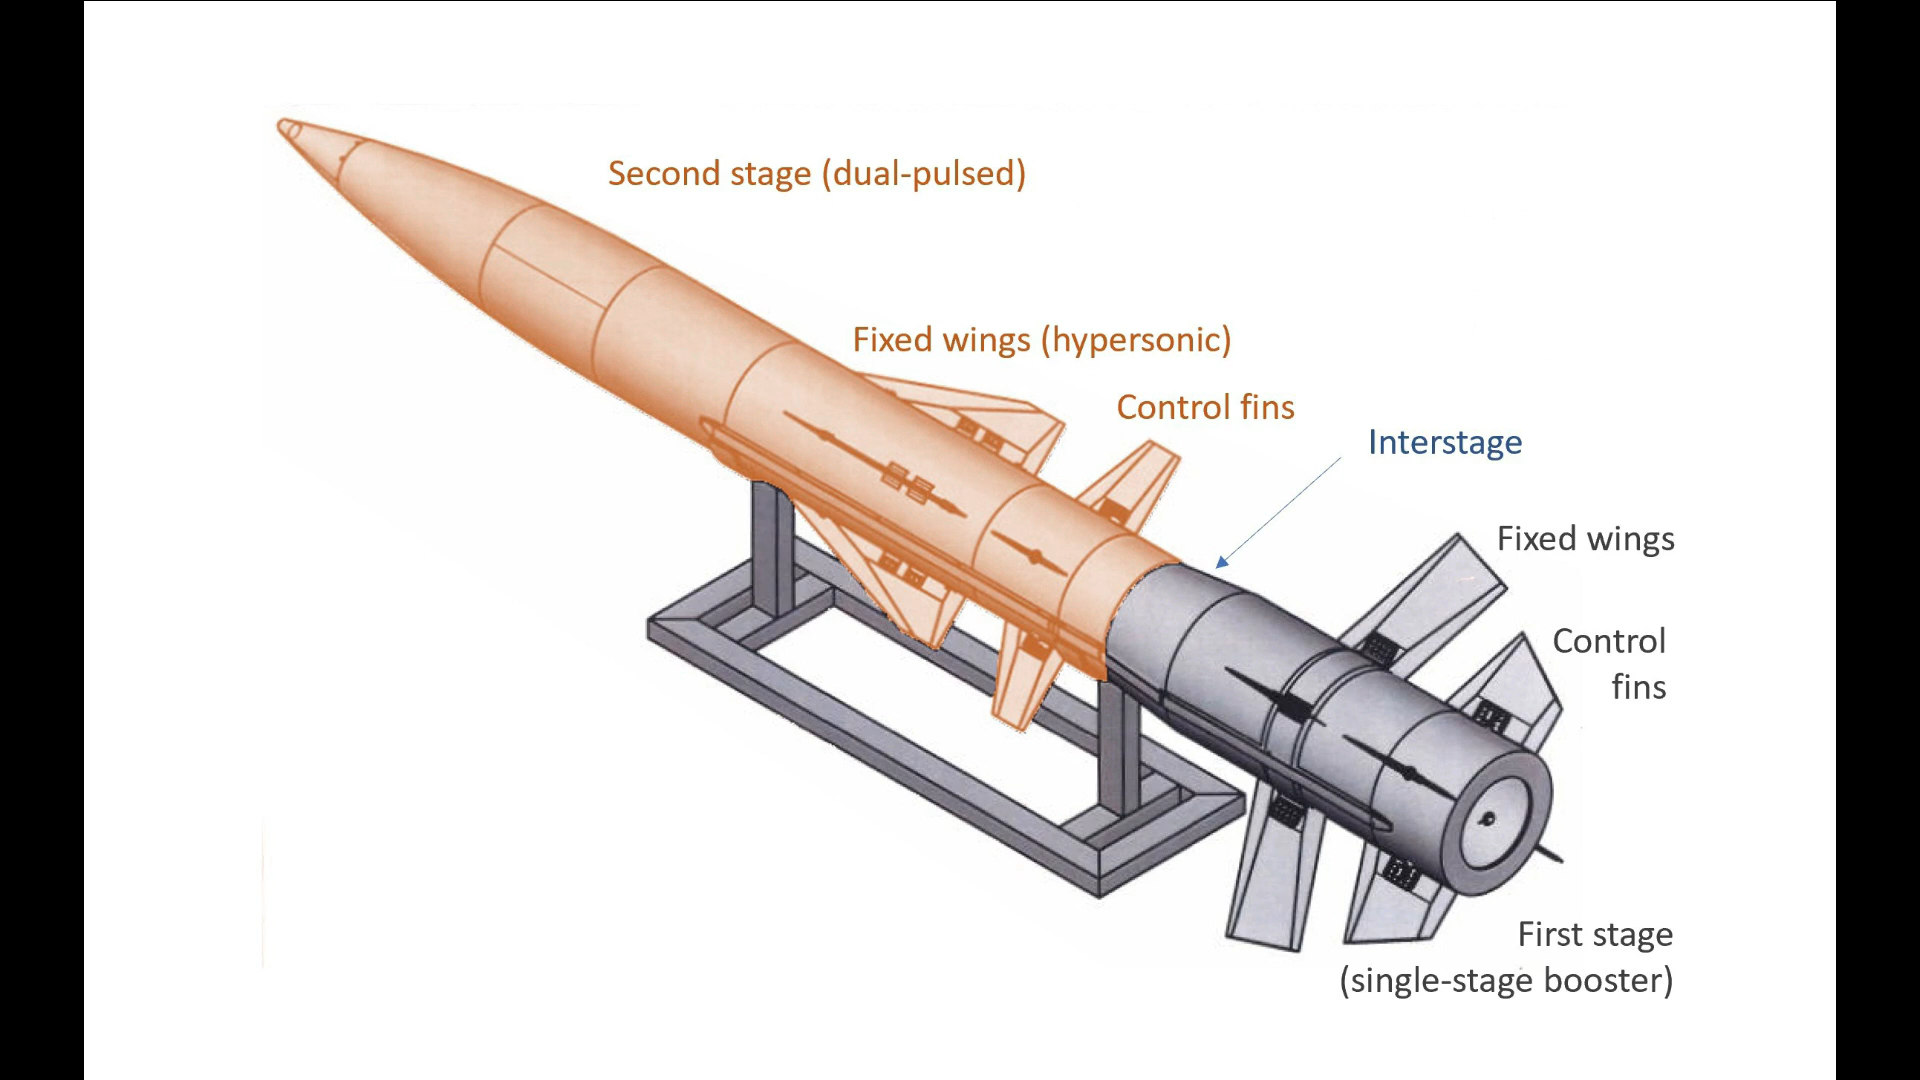 Second stage (dual-pulsed)
Fixed wings (hypersonic)
Control fins
Interstage
Fixed wings
Control
fins
First stage
(single-stage booster)